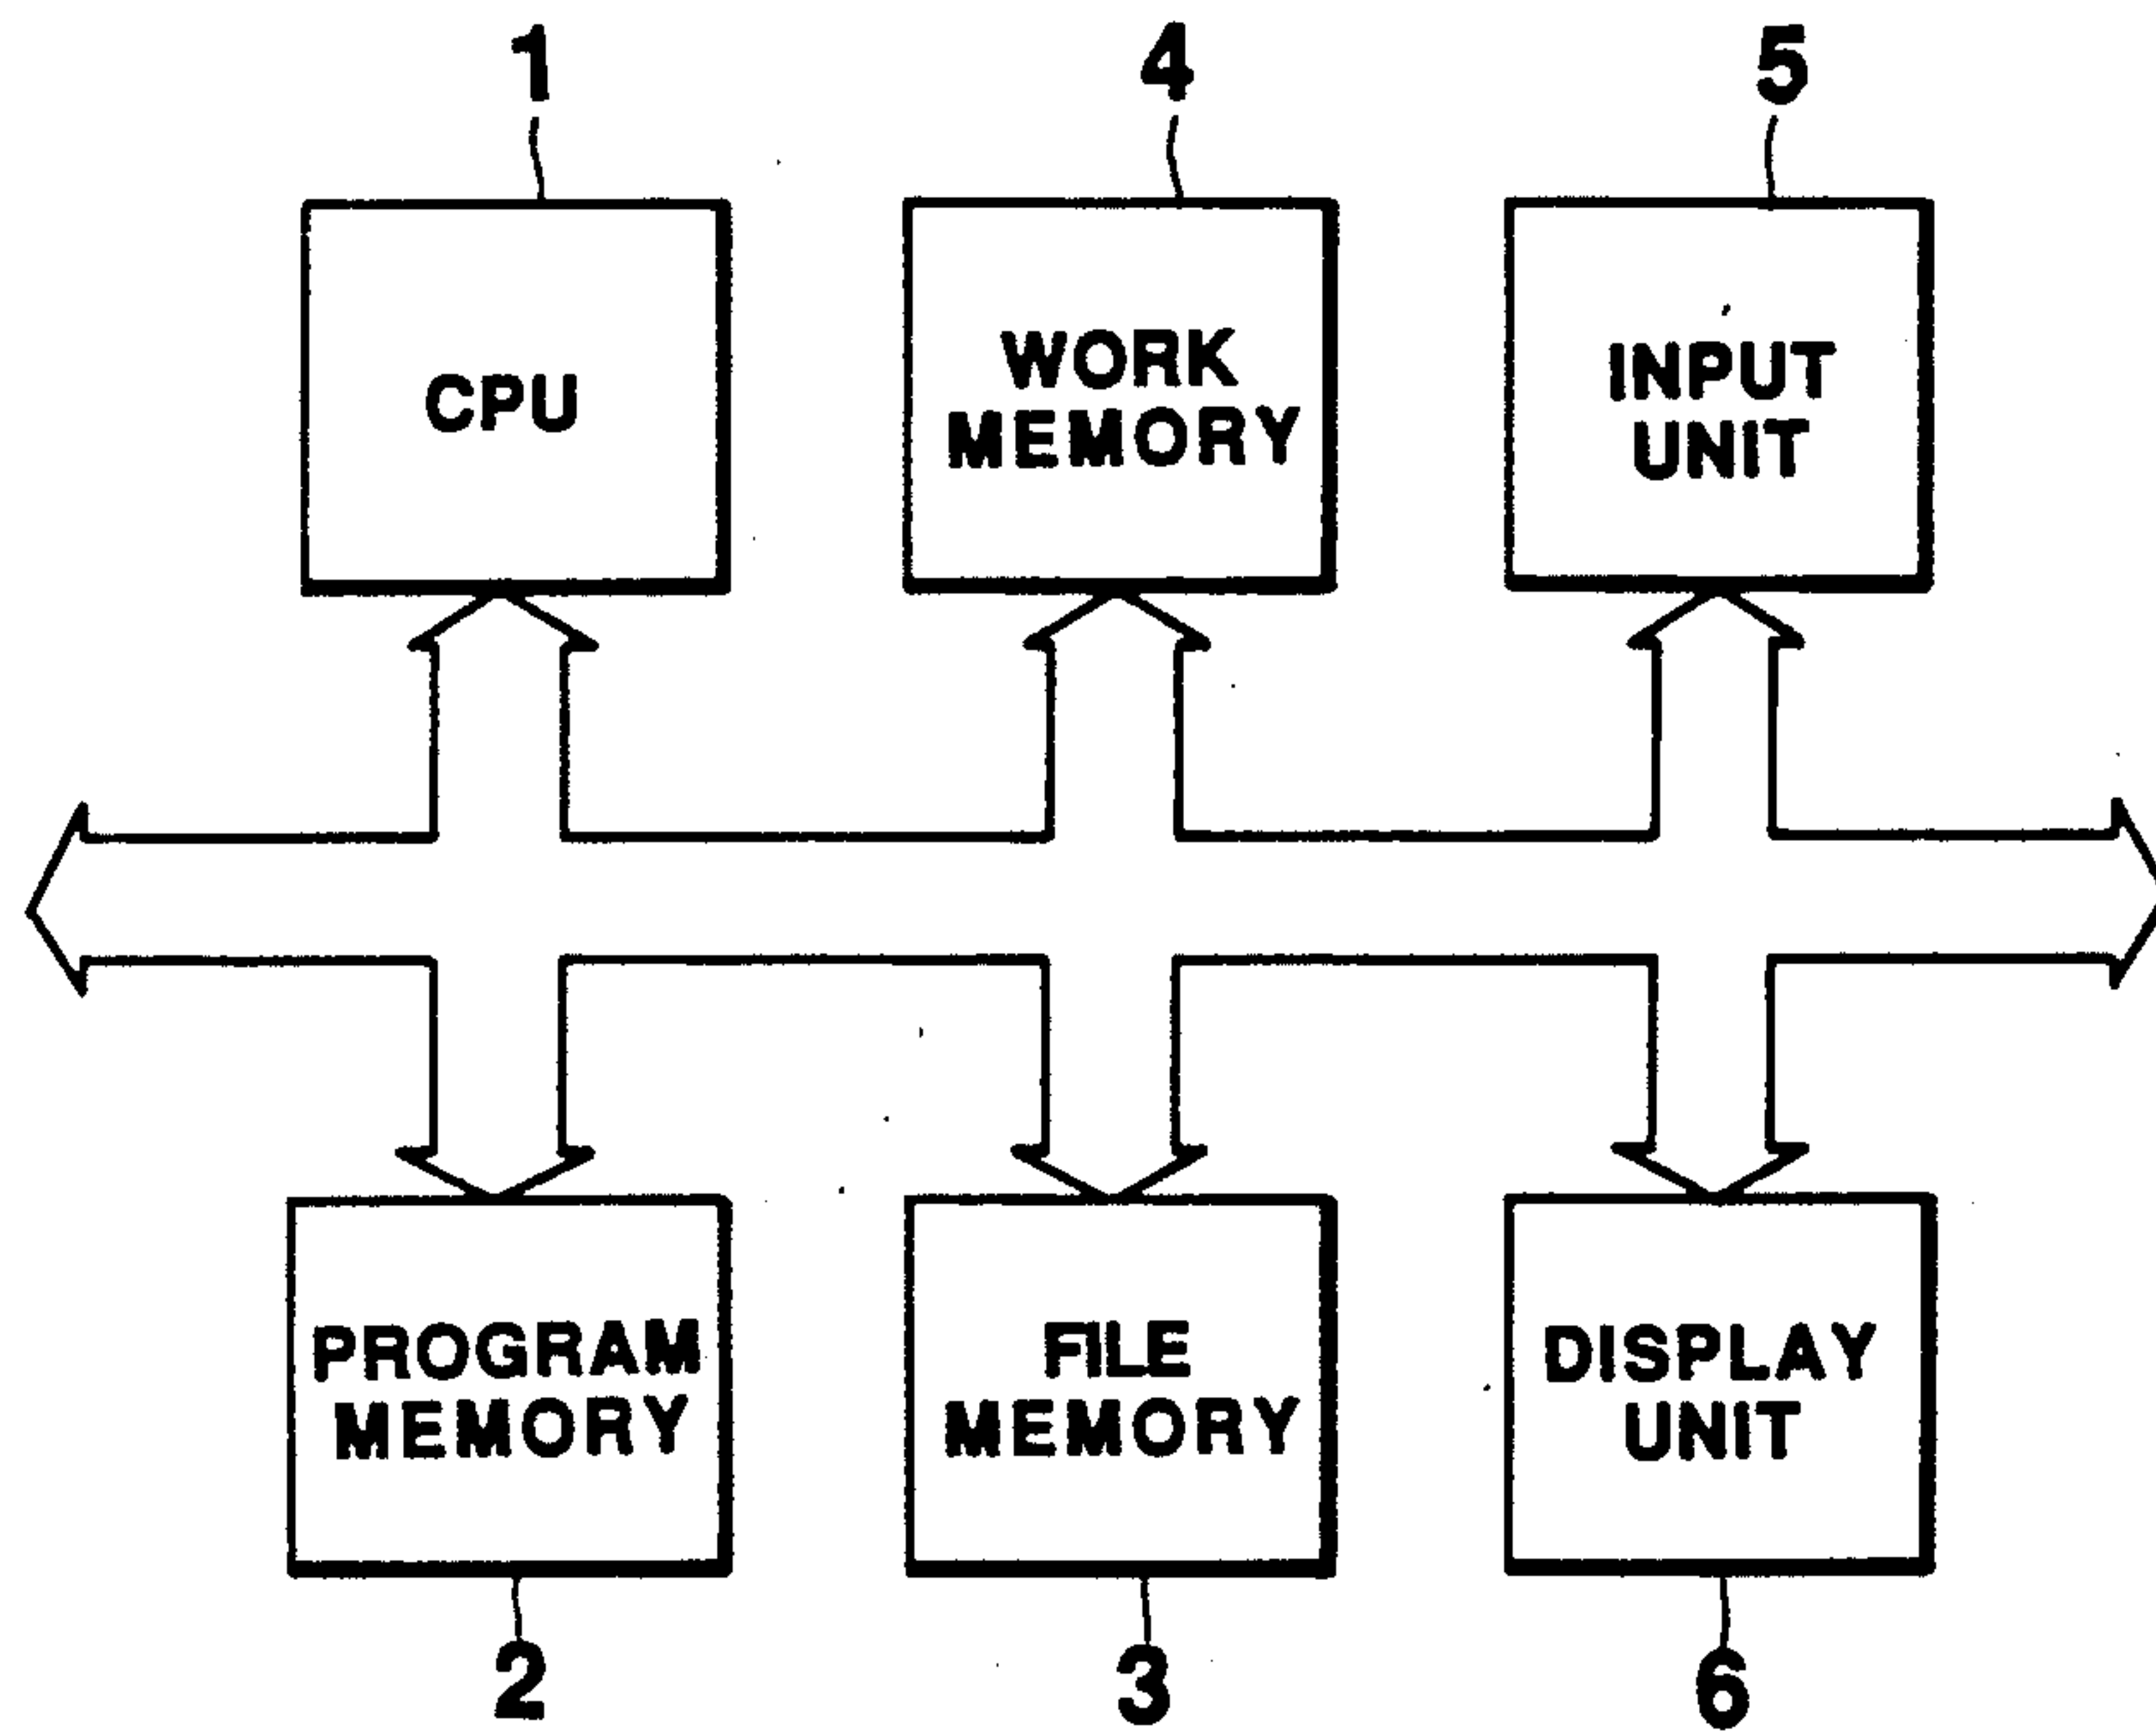 1 4 5
CPU
WORK
MEMORY
INPUT
UNIT
PROGRAM
MEMORY
FILE
MEMORY
DISPLAY
UNIT
2 3 6